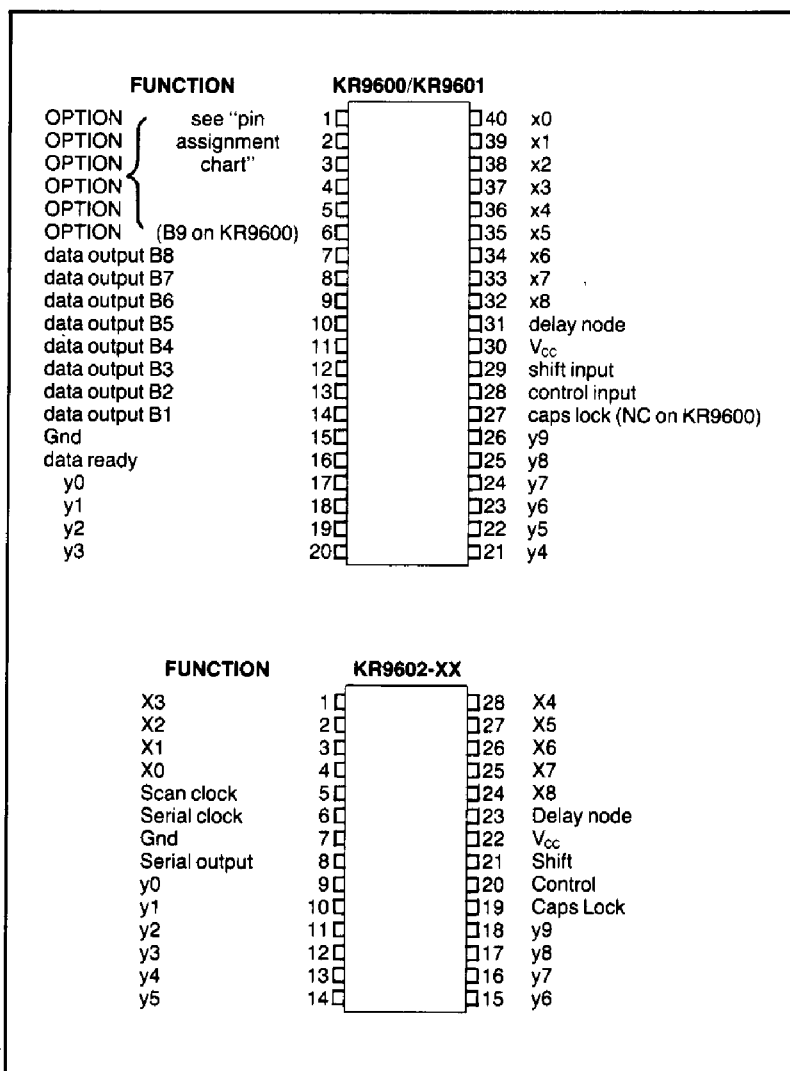 FUNCTION KR9600/KR9601
OPTION see "pin 1 40 x0
OPTION assignment 2 39 x1
OPTION chart" 3 38 x2
OPTION 4 37 x3
OPTION 5 36 x4
OPTION (B9 on KR9600) 6 35 x5
data output B8 7 34 x6
data output B7 8 33 x7
data output B6 9 32 x8
data output B5 10 31 delay node
data output B4 11 30 Vcc
data output B3 12 29 shift input
data output B2 13 28 control input
data output B1 14 27 caps lock (NC on KR9600)
Gnd 15 26 y9
data ready 16 25 y8
y0 17 24 y7
y1 18 23 y6
y2 19 22 y5
y3 20 21 y4
FUNCTION KR9602-XX
X3 1 28 X4
X2 2 27 X5
X1 3 26 X6
X0 4 25 X7
Scan clock 5 24 X8
Serial clock 6 23 Delay node
Gnd 7 22 Vcc
Serial output 8 21 Shift
y0 9 20 Control
y1 10 19 Caps Lock
y2 11 18 y9
y3 12 17 y8
y4 13 16 y7
y5 14 15 y6